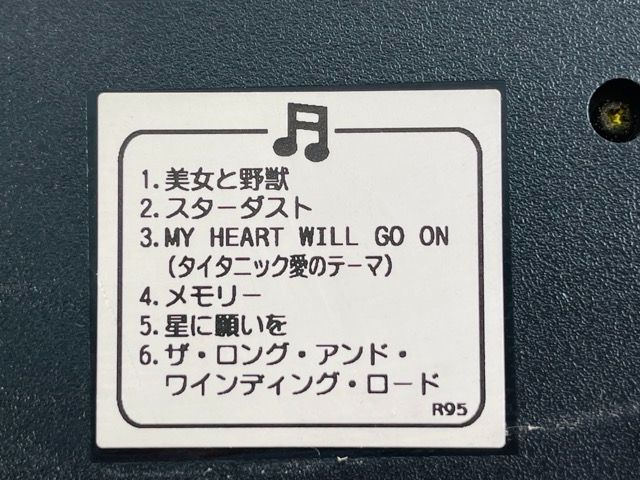 1.美女と野獣
2.スターダスト
3.MY HEART WILL GO ON
(タイタニック愛のテーマ)
4.メモリー
5.星に願いを
6.ザ・ロング・アンド・
ワインディング・ロード
R95